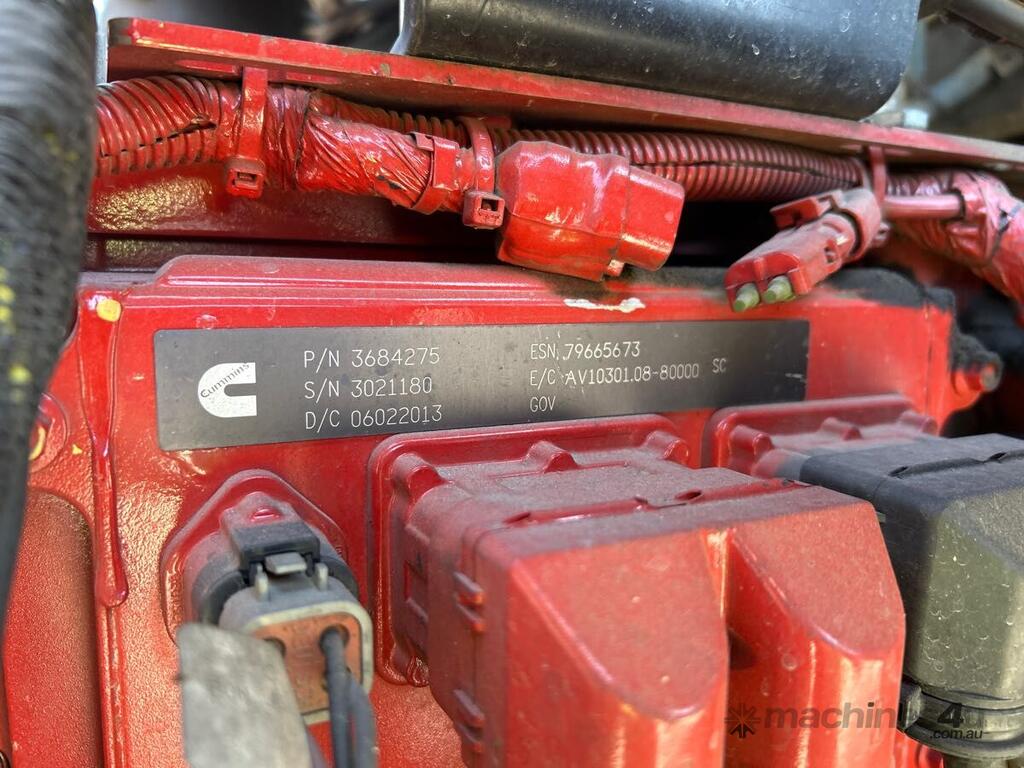 Cummins
P/N 3684275
S/N 3021180
D/C 06022013
ESN 79665673
E/C AV10301.08-80000 SC
GOV
machines4u
.com.au